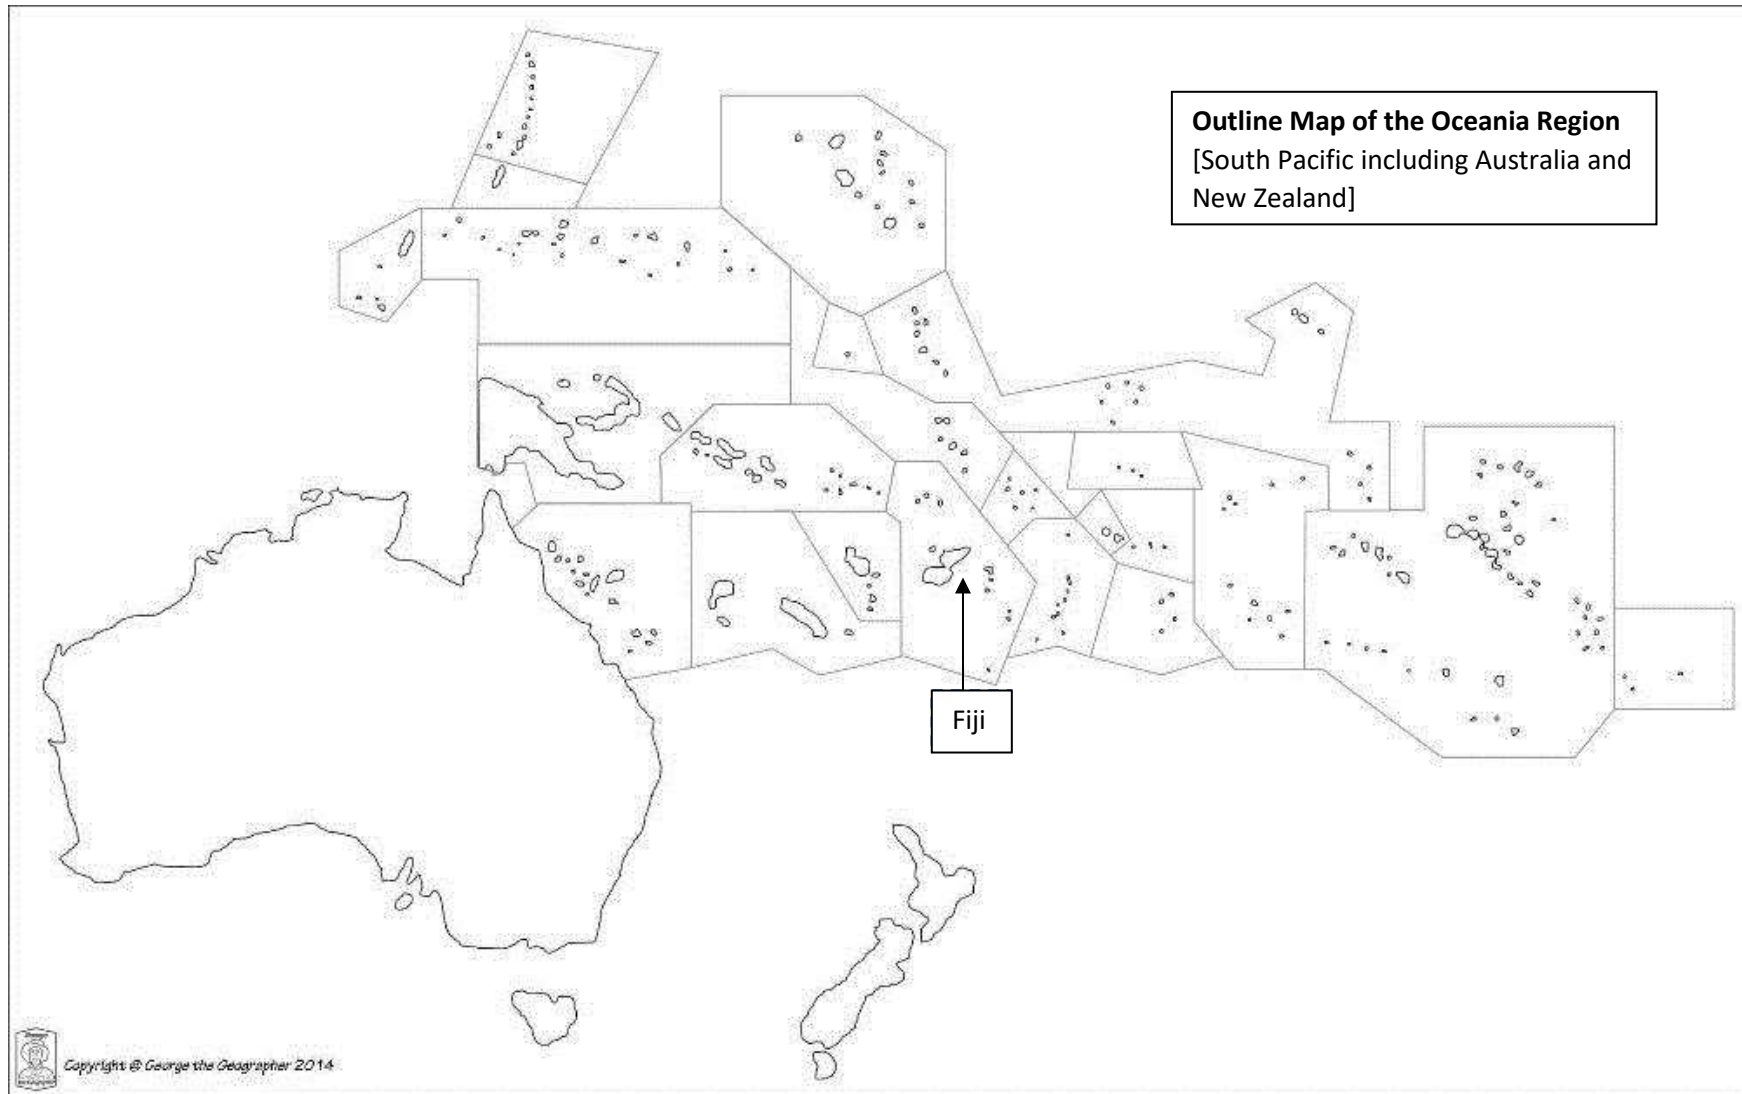 Outline Map of the Oceania Region
[South Pacific including Australia and
New Zealand]
Fiji
Copyright @ George the Geographer 2014